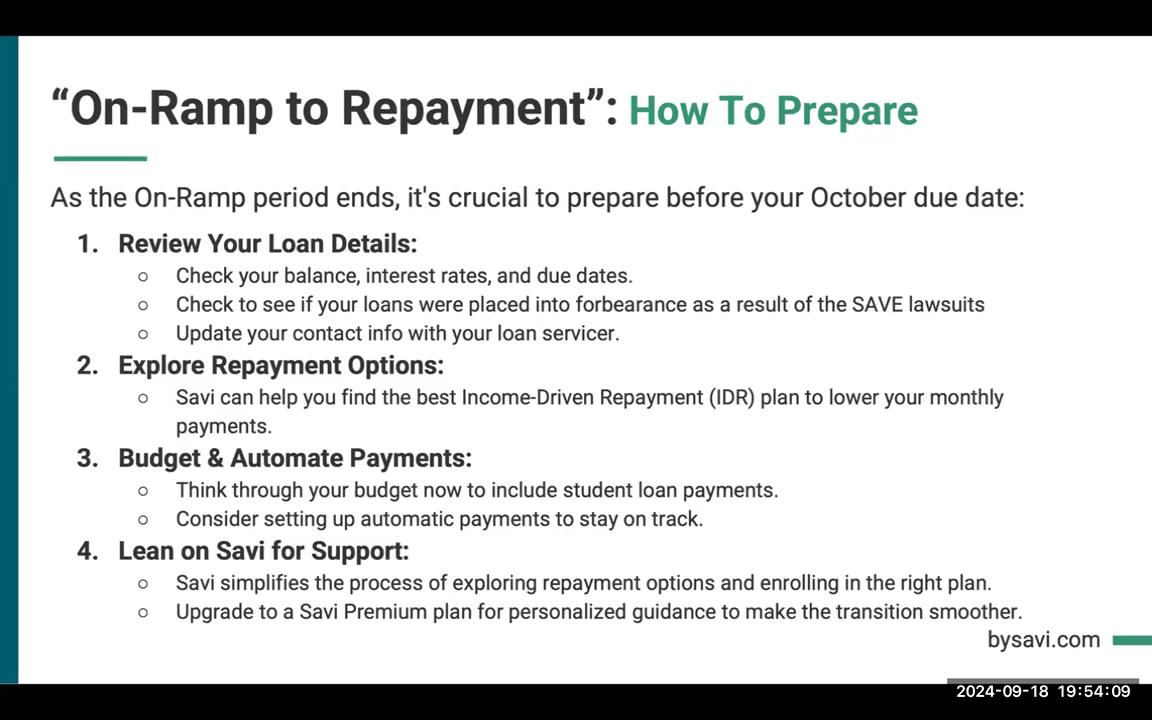 “On-Ramp to Repayment”: How To Prepare
As the On-Ramp period ends, it's crucial to prepare before your October due date:
1. Review Your Loan Details:
○ Check your balance, interest rates, and due dates.
○ Check to see if your loans were placed into forbearance as a result of the SAVE lawsuits
○ Update your contact info with your loan servicer.
2. Explore Repayment Options:
○ Savi can help you find the best Income-Driven Repayment (IDR) plan to lower your monthly
payments.
3. Budget & Automate Payments:
○ Think through your budget now to include student loan payments.
○ Consider setting up automatic payments to stay on track.
4. Lean on Savi for Support:
○ Savi simplifies the process of exploring repayment options and enrolling in the right plan.
○ Upgrade to a Savi Premium plan for personalized guidance to make the transition smoother.
bysavi.com
2024-09-18 19:54:09